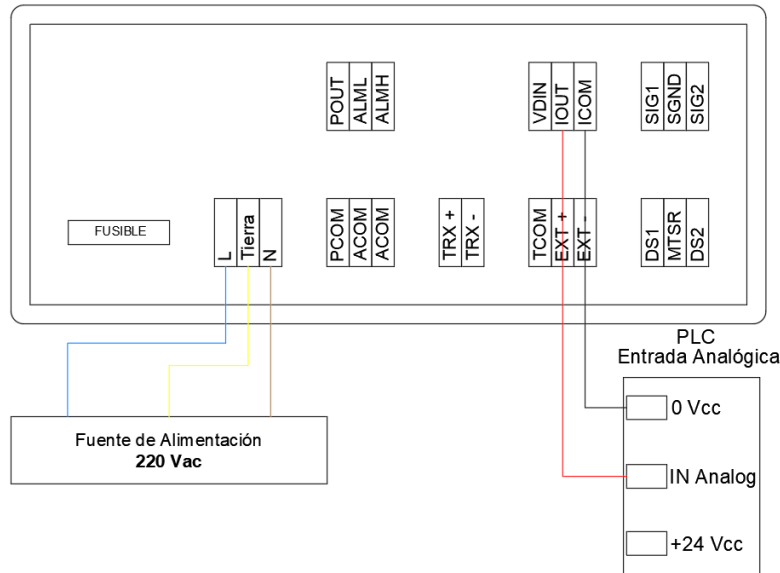 POUT
ALML
ALMH
VDIN
IOUT
ICOM
SIG1
SGND
SIG2
FUSIBLE
L
Tierra
N
PCOM
ACOM
ACOM
TRX +
TRX -
TCOM
EXT +
EXT -
DS1
MTSR
DS2
PLC
Entrada Analógica
0 Vcc
IN Analog
+24 Vcc
Fuente de Alimentación
220 Vac